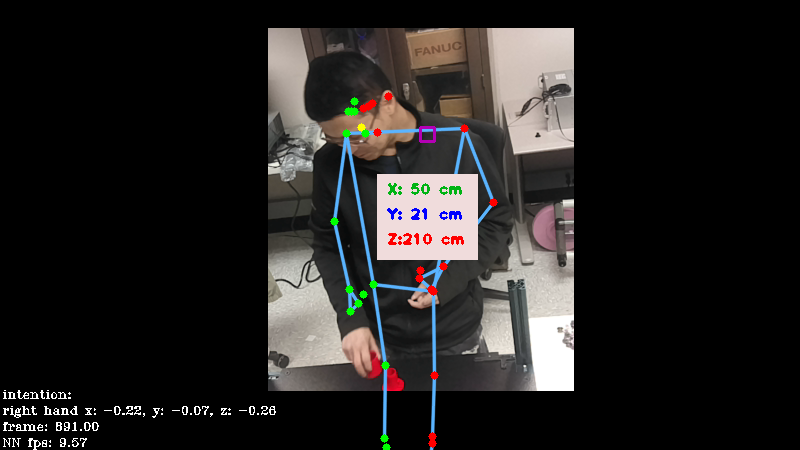 FANUC
X: 50 cm
Y: 21 cm
Z:210 cm
intention:
right hand x: -0.22, y: -0.07, z: -0.26
frame: 891.00
NN fps: 9.57